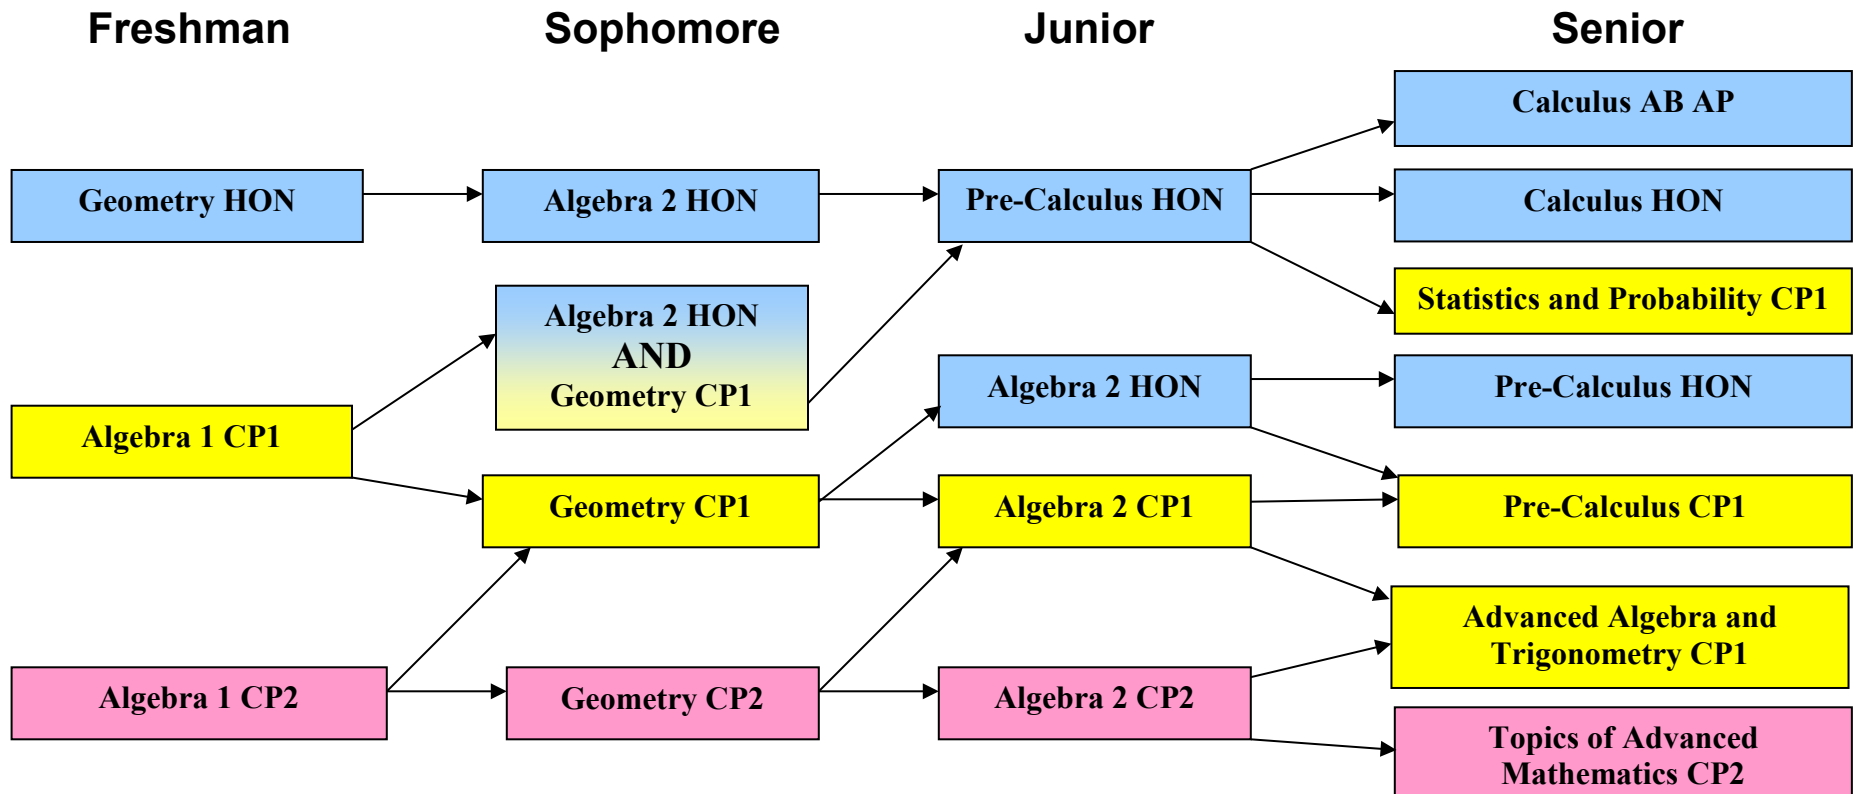 Freshman
Sophomore
Junior
Senior
Calculus AB AP
Geometry HON
Algebra 2 HON
Pre-Calculus HON
Calculus HON
Statistics and Probability CP1
Algebra 2 HON
AND
Geometry CP1
Algebra 2 HON
Pre-Calculus HON
Algebra 1 CP1
Geometry CP1
Algebra 2 CP1
Pre-Calculus CP1
Advanced Algebra and
Trigonometry CP1
Algebra 1 CP2
Geometry CP2
Algebra 2 CP2
Topics of Advanced
Mathematics CP2